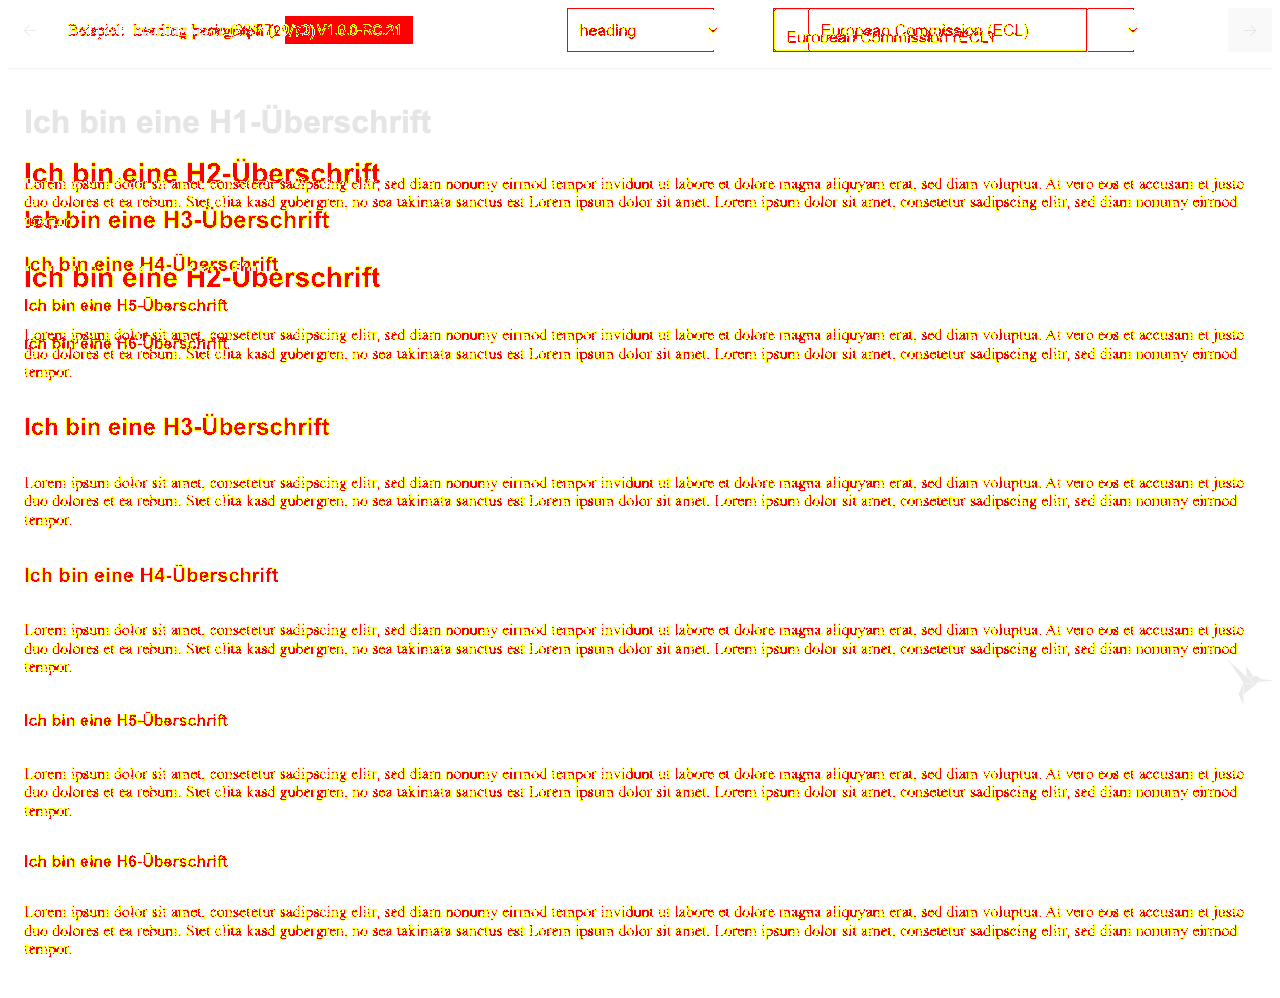 heading
European Commission (ECL)
European Commission (ECL)
Ich bin eine H1-Überschrift
Ich bin eine H2-Überschrift
Lorem ipsum dolor sit amet, consetetur sadipscing elitr, sed diam nonumy eirmod tempor invidunt ut labore et dolore magna aliquyam erat, sed diam voluptua. At vero eos et accusam et justo
duo dolores et ea rebum. Stet clita kasd gubergren, no sea takimata sanctus est Lorem ipsum dolor sit amet. Lorem ipsum dolor sit amet, consetetur sadipscing elitr, sed diam nonumy eirmod
tempor.
Ich bin eine H3-Überschrift
Ich bin eine H4-Überschrift
Ich bin eine H2-Überschrift
Ich bin eine H5-Überschrift
Lorem ipsum dolor sit amet, consetetur sadipscing elitr, sed diam nonumy eirmod tempor invidunt ut labore et dolore magna aliquyam erat, sed diam voluptua. At vero eos et accusam et justo
Ich bin eine H6-Überschrift
duo dolores et ea rebum. Stet clita kasd gubergren, no sea takimata sanctus est Lorem ipsum dolor sit amet. Lorem ipsum dolor sit amet, consetetur sadipscing elitr, sed diam nonumy eirmod
tempor.
Ich bin eine H3-Überschrift
Lorem ipsum dolor sit amet, consetetur sadipscing elitr, sed diam nonumy eirmod tempor invidunt ut labore et dolore magna aliquyam erat, sed diam voluptua. At vero eos et accusam et justo
duo dolores et ea rebum. Stet clita kasd gubergren, no sea takimata sanctus est Lorem ipsum dolor sit amet. Lorem ipsum dolor sit amet, consetetur sadipscing elitr, sed diam nonumy eirmod
tempor.
Ich bin eine H4-Überschrift
Lorem ipsum dolor sit amet, consetetur sadipscing elitr, sed diam nonumy eirmod tempor invidunt ut labore et dolore magna aliquyam erat, sed diam voluptua. At vero eos et accusam et justo
duo dolores et ea rebum. Stet clita kasd gubergren, no sea takimata sanctus est Lorem ipsum dolor sit amet. Lorem ipsum dolor sit amet, consetetur sadipscing elitr, sed diam nonumy eirmod
tempor.
Ich bin eine H5-Überschrift
Lorem ipsum dolor sit amet, consetetur sadipscing elitr, sed diam nonumy eirmod tempor invidunt ut labore et dolore magna aliquyam erat, sed diam voluptua. At vero eos et accusam et justo
duo dolores et ea rebum. Stet clita kasd gubergren, no sea takimata sanctus est Lorem ipsum dolor sit amet. Lorem ipsum dolor sit amet, consetetur sadipscing elitr, sed diam nonumy eirmod
tempor.
Ich bin eine H6-Überschrift
Lorem ipsum dolor sit amet, consetetur sadipscing elitr, sed diam nonumy eirmod tempor invidunt ut labore et dolore magna aliquyam erat, sed diam voluptua. At vero eos et accusam et justo
duo dolores et ea rebum. Stet clita kasd gubergren, no sea takimata sanctus est Lorem ipsum dolor sit amet. Lorem ipsum dolor sit amet, consetetur sadipscing elitr, sed diam nonumy eirmod
tempor.